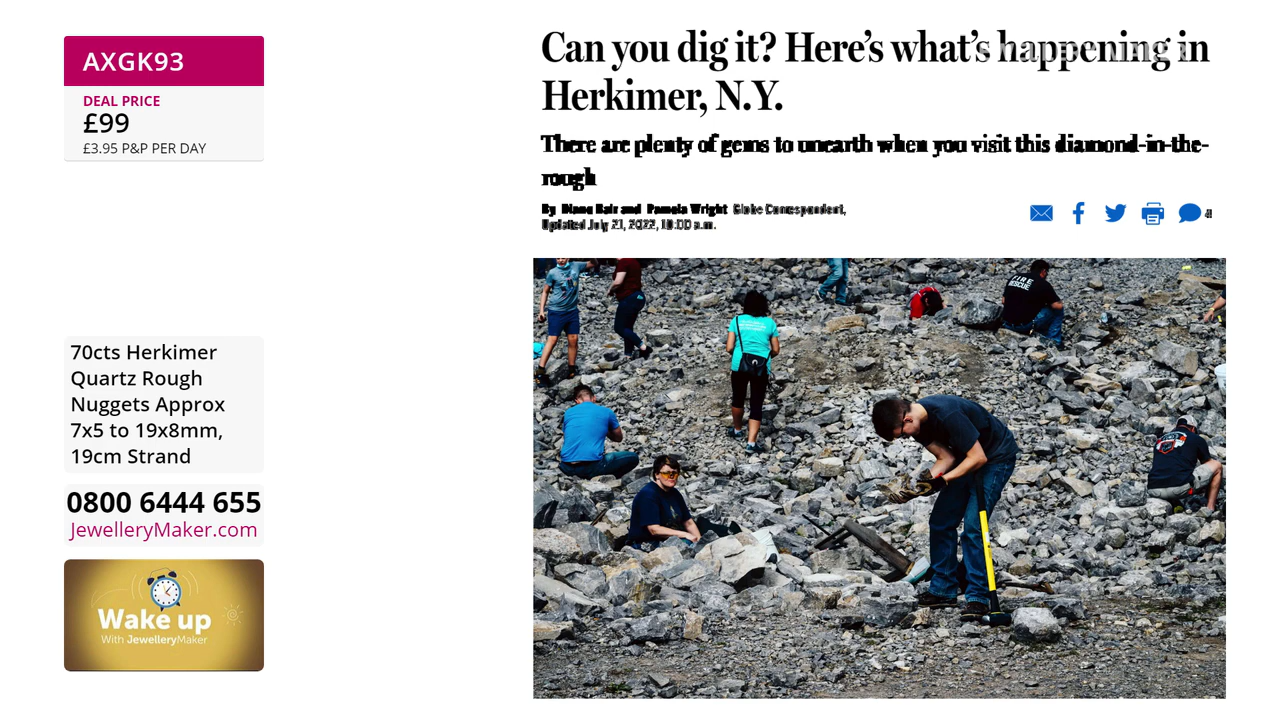 AXGK93
DEAL PRICE
£99
£3.95 P&P PER DAY
70cts Herkimer
Quartz Rough
Nuggets Approx
7x5 to 19x8mm,
19cm Strand
0800 6444 655
JewelleryMaker.com
Wake up
With JewelleryMaker
Can you dig it? Here’s what’s happening in
Herkimer, N.Y.
There are plenty of gems to unearth when you visit this diamond-in-the-
rough
By Diane Bair and Pamela Wright Globe Correspondent,
Updated July 21, 2022, 10:00 a.m.
FIRE
RESCUE